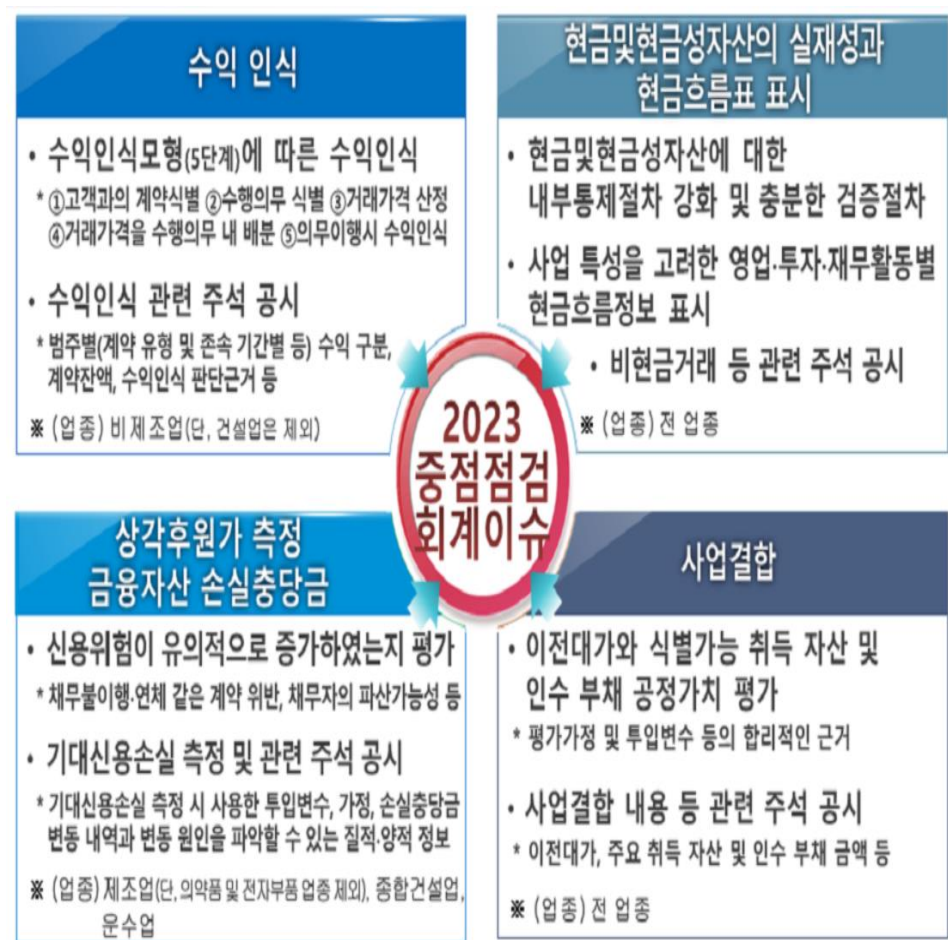 수익 인식
• 수익인식모형(5단계)에 따른 수익인식
* ①고객과의 계약식별 ②수행의무 식별 ③거래가격 산정
④거래가격을 수행의무 내 배분 ⑤의무이행시 수익인식
• 수익인식 관련 주석 공시
* 범주별(계약 유형 및 존속 기간별 등) 수익 구분,
계약잔액, 수익인식 판단근거 등
※ (업종) 비제조업(단, 건설업은 제외)
현금및현금성자산의 실재성과
현금흐름표 표시
• 현금및현금성자산에 대한
내부통제절차 강화 및 충분한 검증절차
• 사업 특성을 고려한 영업·투자·재무활동별
현금흐름정보 표시
• 비현금거래 등 관련 주석 공시
※ (업종) 전 업종
2023
중점점검
회계이슈
상각후원가 측정
금융자산 손실충당금
• 신용위험이 유의적으로 증가하였는지 평가
* 채무불이행·연체 같은 계약 위반, 채무자의 파산가능성 등
• 기대신용손실 측정 및 관련 주석 공시
* 기대신용손실 측정 시 사용한 투입변수, 가정, 손실충당금
변동 내역과 변동 원인을 파악할 수 있는 질적·양적 정보
※ (업종) 제조업(단, 의약품 및 전자부품 업종 제외), 종합건설업,
운수업
사업결합
• 이전대가와 식별가능 취득 자산 및
인수 부채 공정가치 평가
* 평가가정 및 투입변수 등의 합리적인 근거
• 사업결합 내용 등 관련 주석 공시
* 이전대가, 주요 취득 자산 및 인수 부채 금액 등
※ (업종) 전 업종